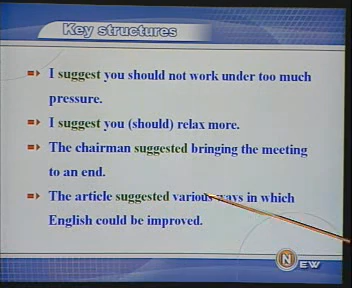 Key structures
I suggest you should not work under too much
pressure.
I suggest you (should) relax more.
The chairman suggested bringing the meeting
to an end.
The article suggested various ways in which
English could be improved.
NEW